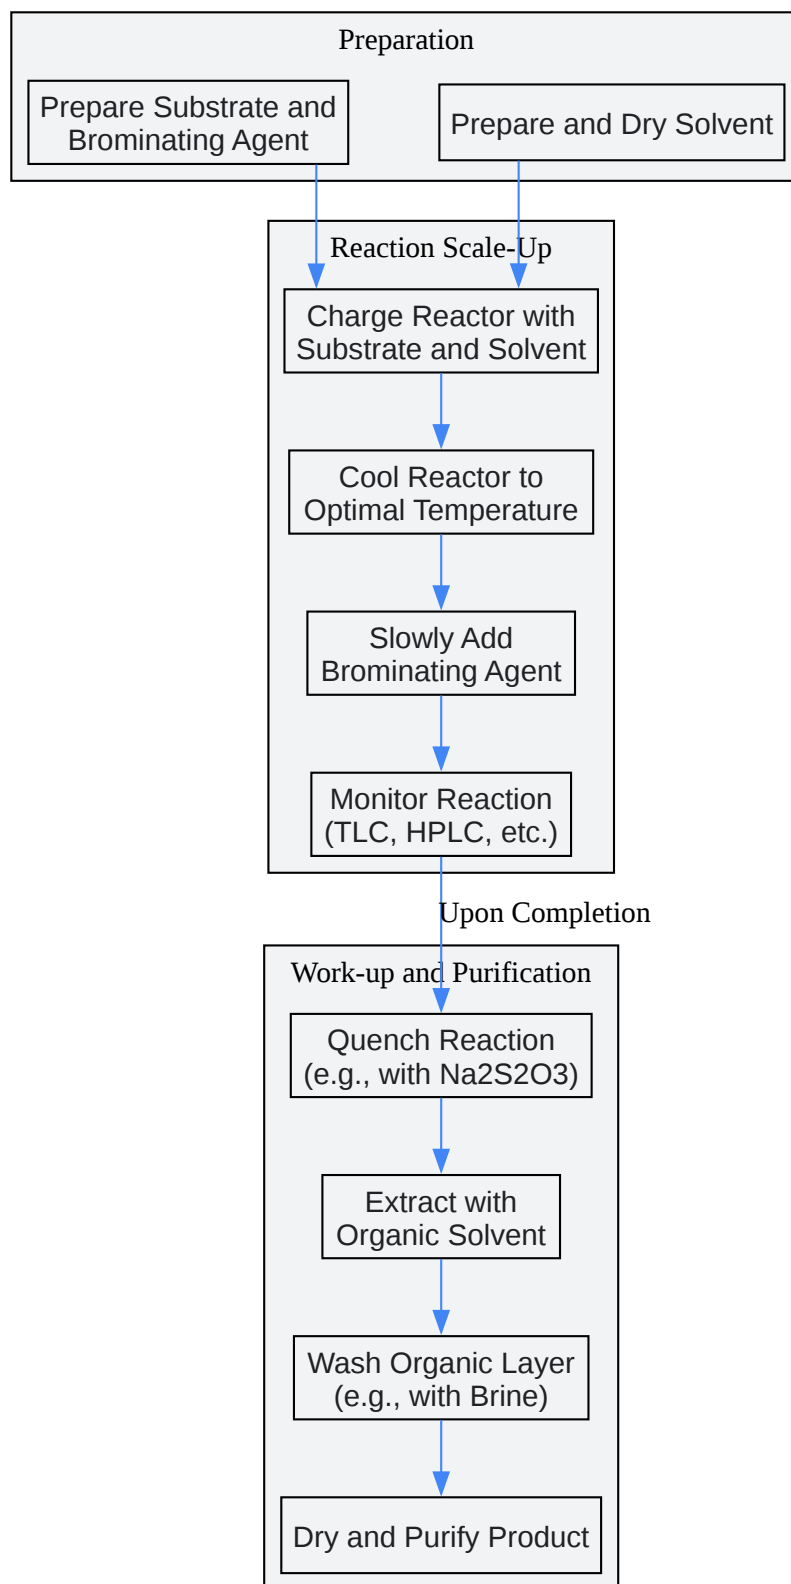 Preparation
Prepare Substrate and
Brominating Agent
Prepare and Dry Solvent
Reaction Scale-Up
Charge Reactor with
Substrate and Solvent
Cool Reactor to
Optimal Temperature
Slowly Add
Brominating Agent
Monitor Reaction
(TLC, HPLC, etc.)
Upon Completion
Work-up and Purification
Quench Reaction
(e.g., with Na2S2O3)
Extract with
Organic Solvent
Wash Organic Layer
(e.g., with Brine)
Dry and Purify Product